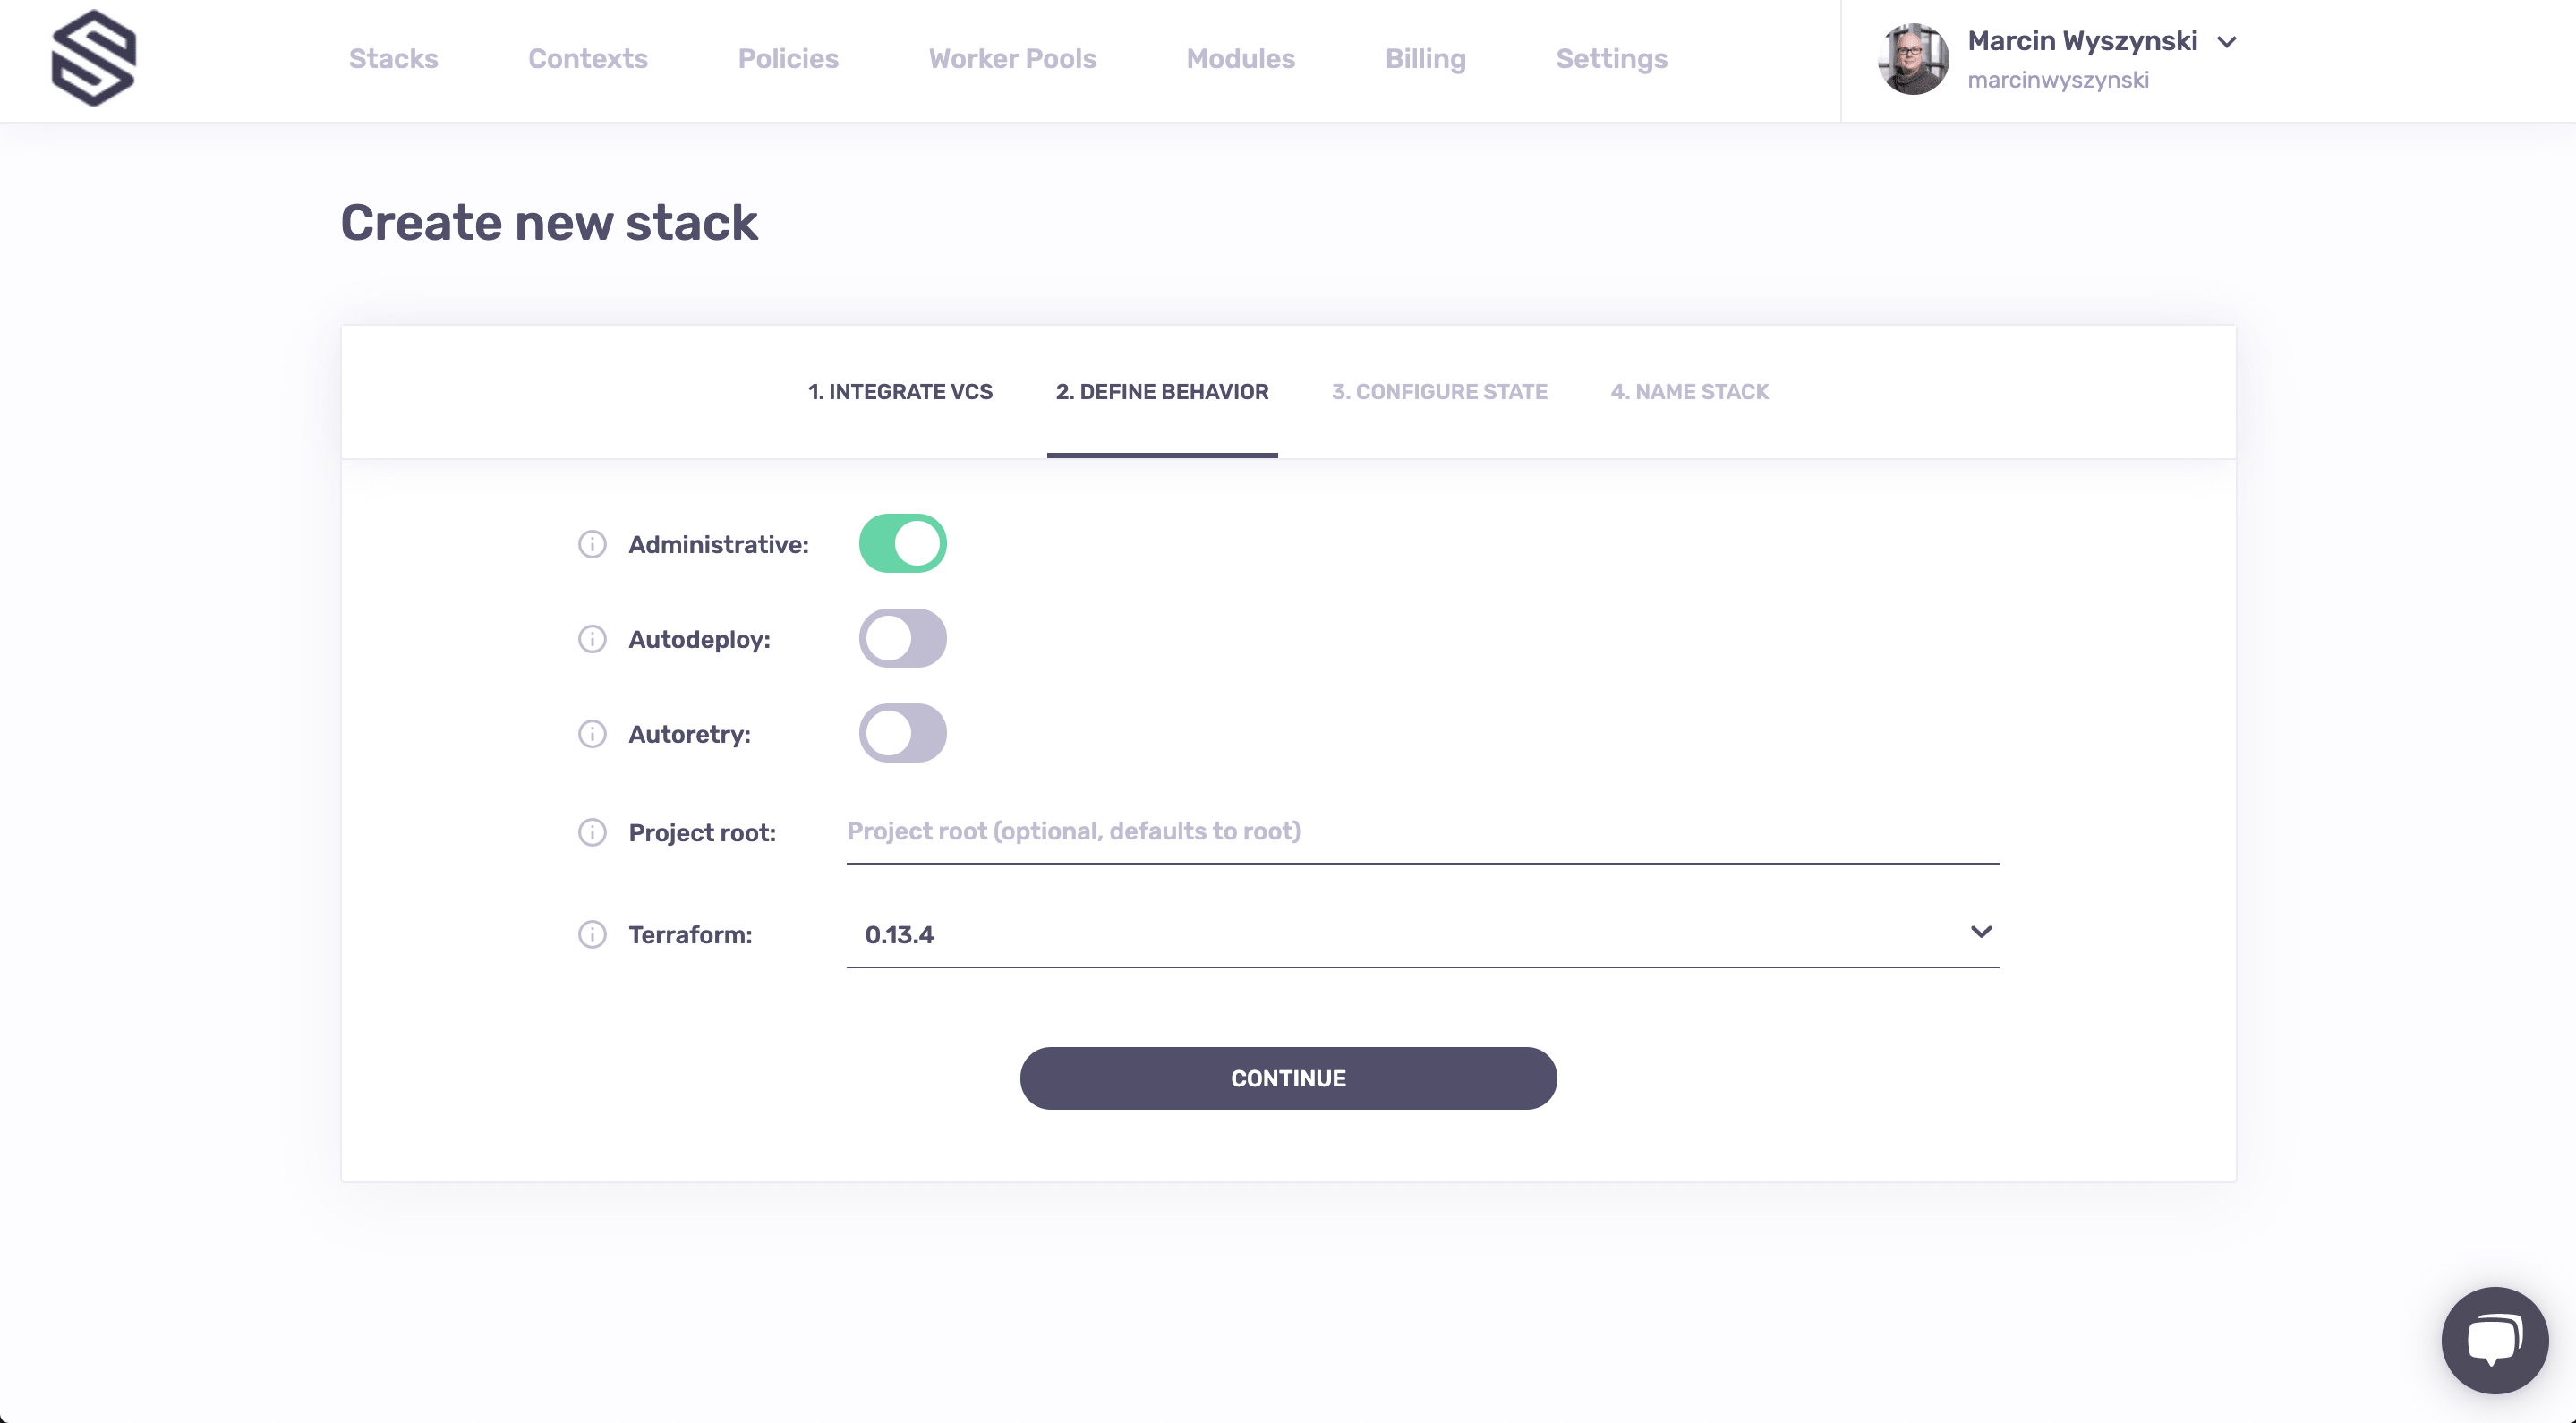 Stacks Contexts Policies Worker Pools Modules Billing Settings
Marcin Wyszynski
marcinwyszynski
Create new stack
1. INTEGRATE VCS 2. DEFINE BEHAVIOR 3. CONFIGURE STATE 4. NAME STACK
Administrative:
Autodeploy:
Autoretry:
Project root: Project root (optional, defaults to root)
Terraform: 0.13.4
CONTINUE